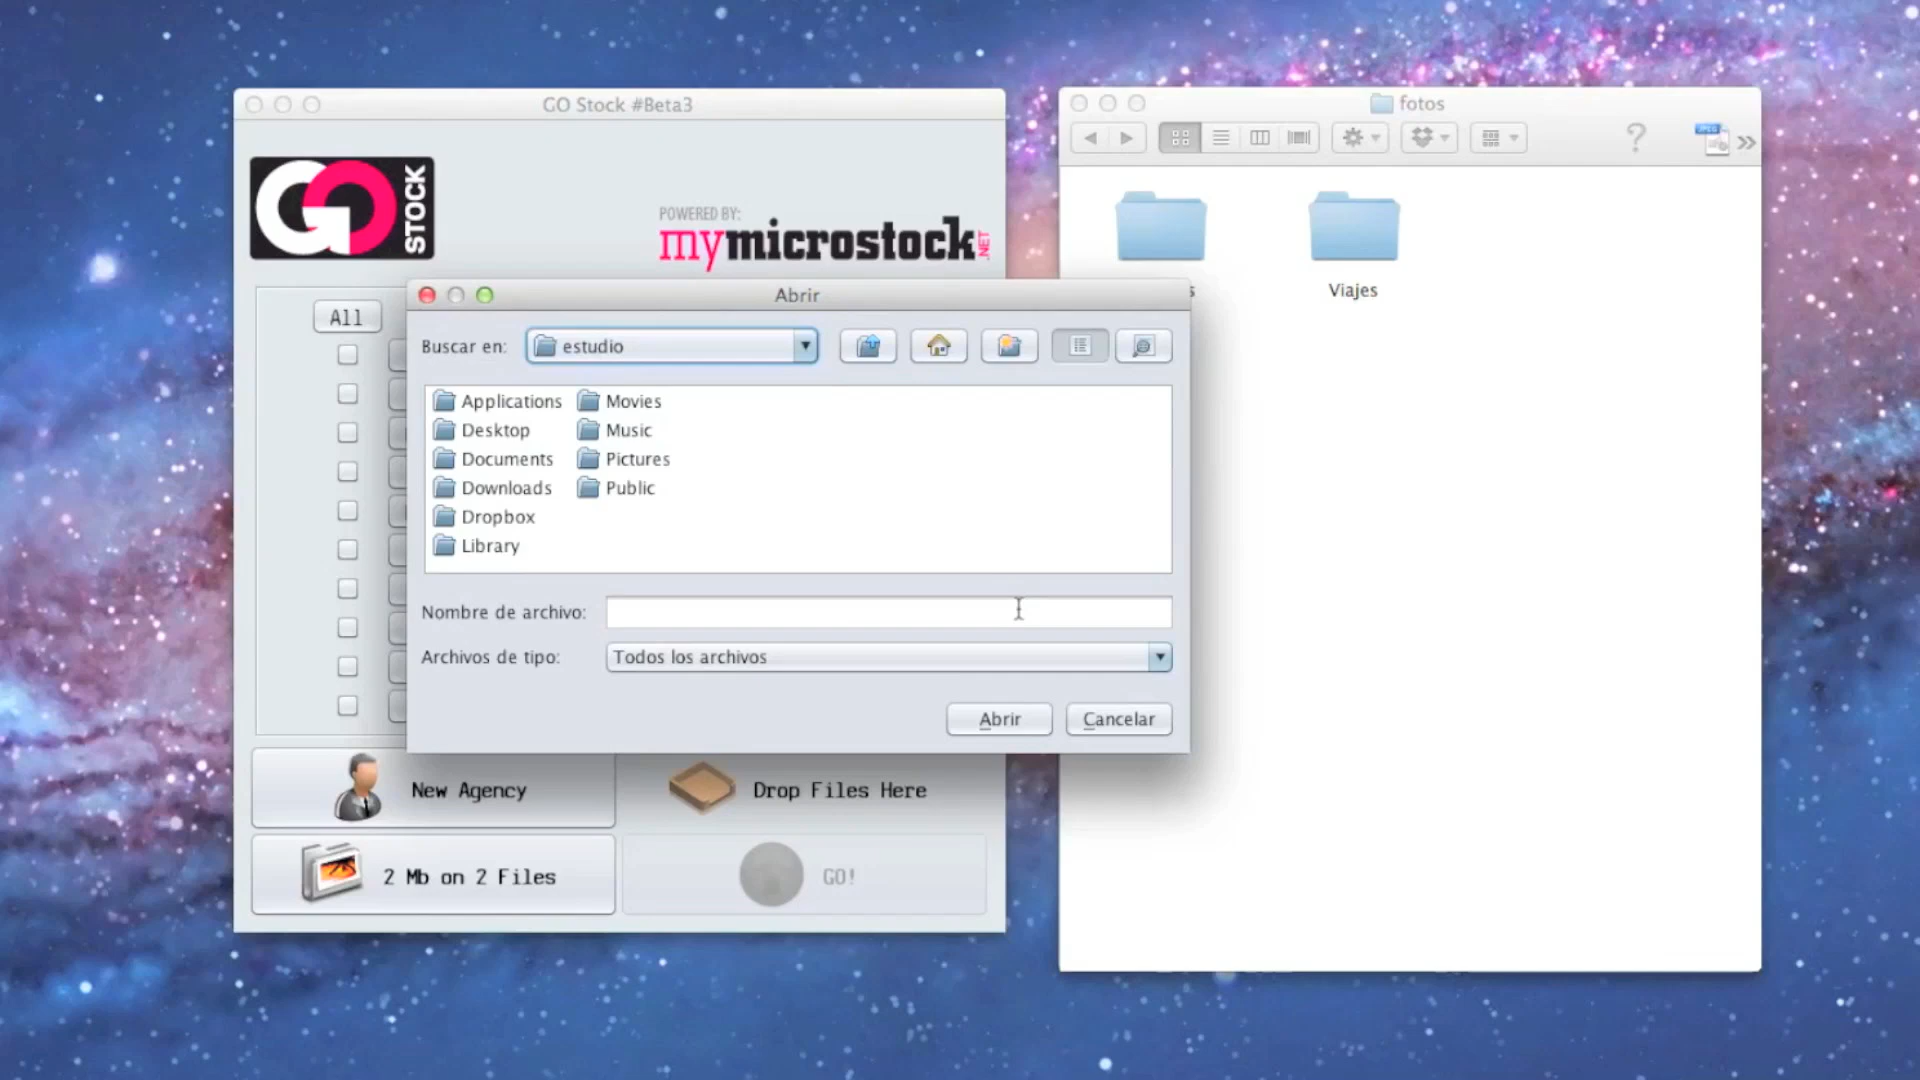 GO Stock #Beta3
fotos
GO STOCK
POWERED BY:
mymicrostock.NET
Abrir
All
Viajes
Buscar en:
estudio
Applications
Movies
Desktop
Music
Documents
Pictures
Downloads
Public
Dropbox
Library
Nombre de archivo:
Archivos de tipo:
Todos los archivos
Abrir
Cancelar
New Agency
Drop Files Here
2 Mb on 2 Files
GO!